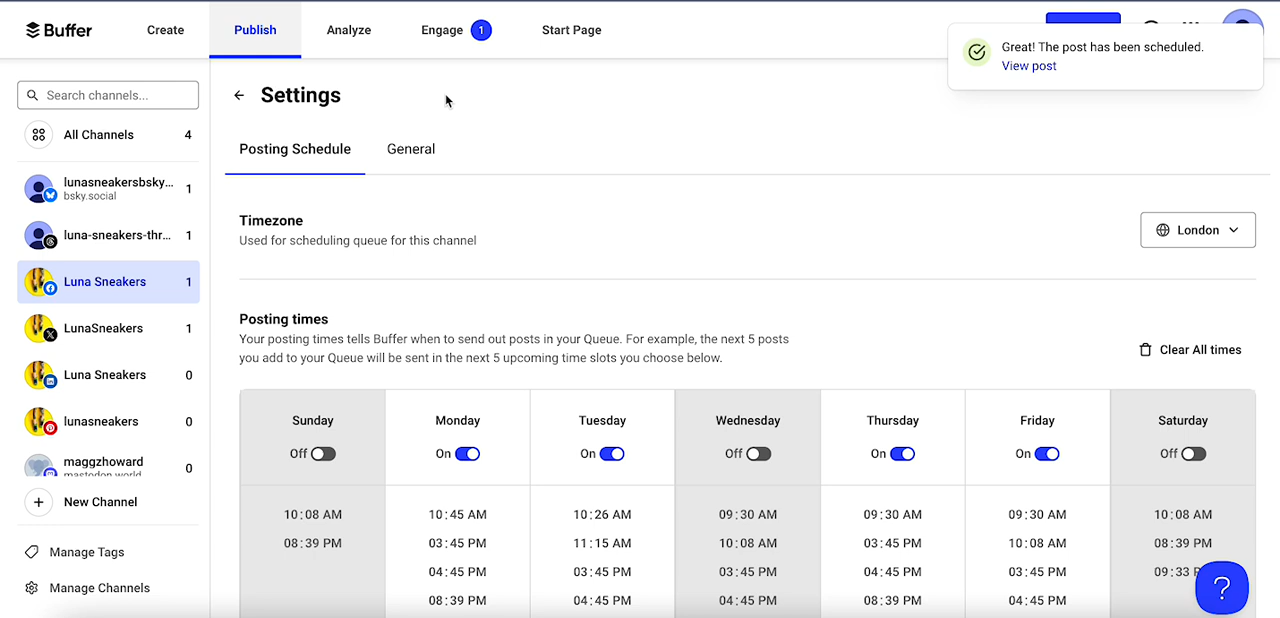 Buffer
Create
Publish
Analyze
Engage 1
Start Page
Great! The post has been scheduled.
View post
Search channels...
All Channels 4
lunasneakersbsky... 1
bsky.social
luna-sneakers-thr... 1
Luna Sneakers 1
LunaSneakers 1
Luna Sneakers 0
lunasneakers 0
maggzhoward 0
mastodon.world
New Channel
Manage Tags
Manage Channels
Settings
Posting Schedule
General
Timezone
Used for scheduling queue for this channel
London
Posting times
Your posting times tells Buffer when to send out posts in your Queue. For example, the next 5 posts
you add to your Queue will be sent in the next 5 upcoming time slots you choose below.
Clear All times
Sunday Monday Tuesday Wednesday Thursday Friday Saturday
Off On On Off On On Off
10:08 AM 10:45 AM 10:26 AM 09:30 AM 09:30 AM 09:30 AM 10:08 AM
08:39 PM 03:45 PM 11:15 AM 10:08 AM 03:45 PM 10:08 AM 08:39 PM
04:45 PM 03:45 PM 03:45 PM 04:45 PM 03:45 PM 09:33 P
08:39 PM 04:45 PM 04:45 PM 08:39 PM 04:45 PM
?